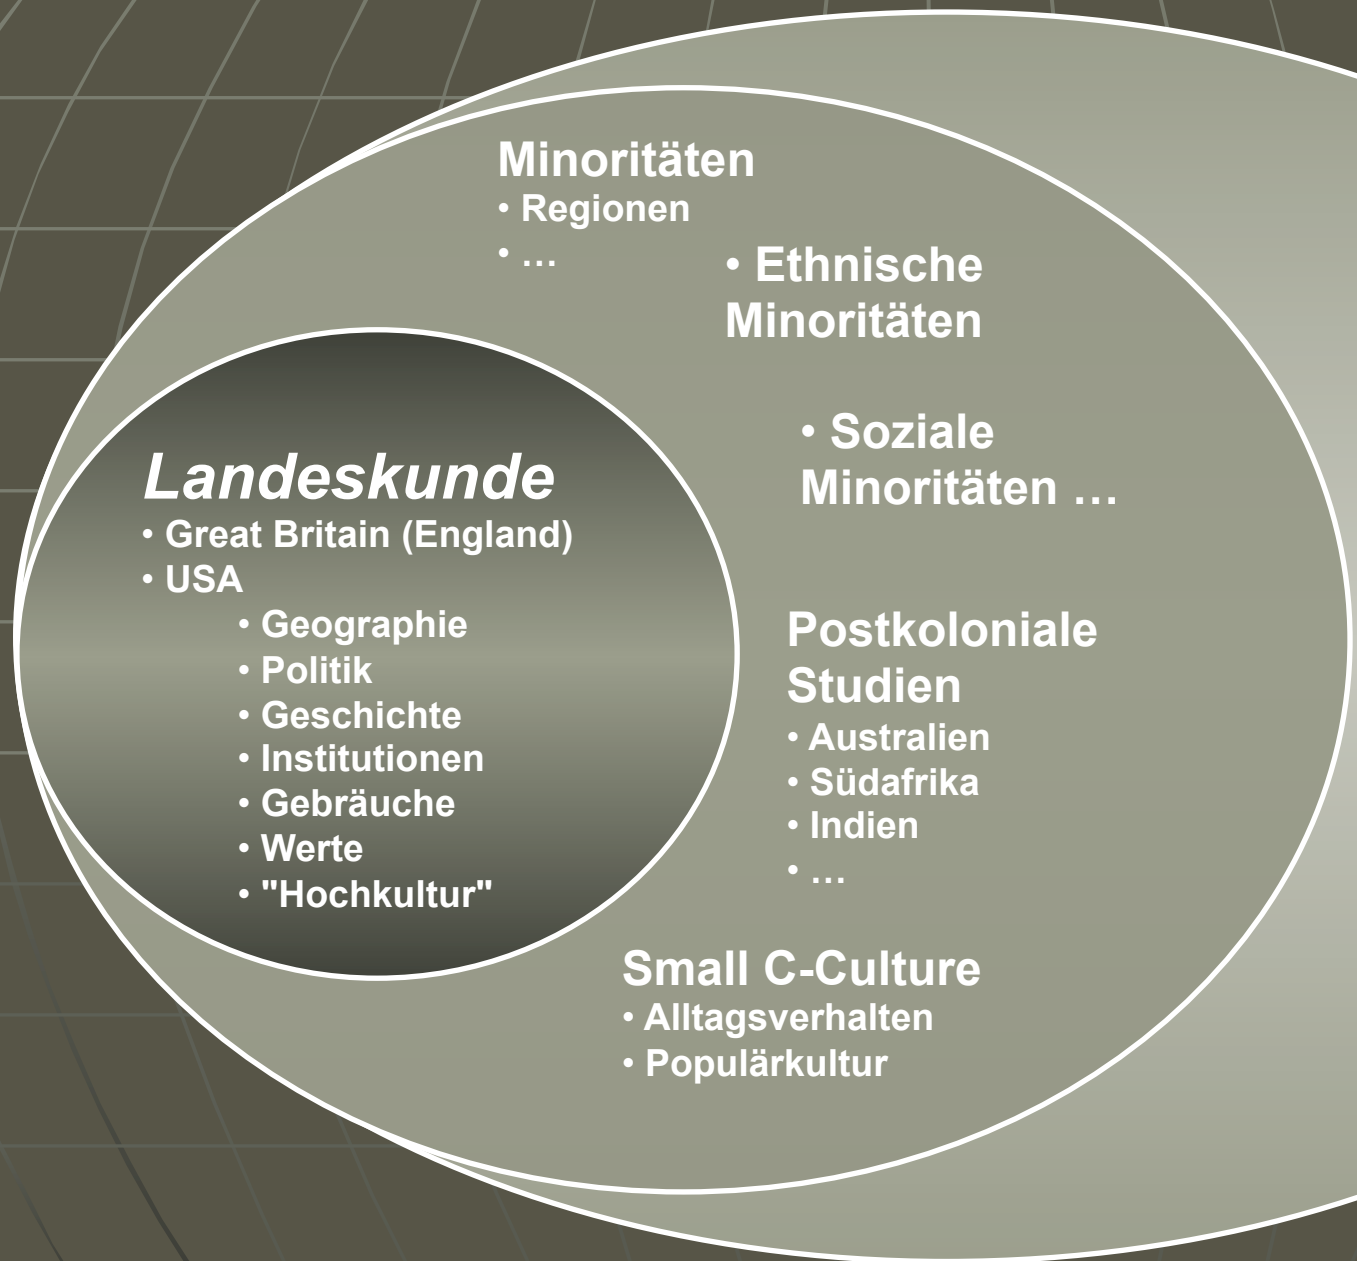 Minoritäten
• Regionen
• …
• Ethnische
Minoritäten
• Soziale
Minoritäten …
Landeskunde
• Great Britain (England)
• USA
• Geographie
• Politik
• Geschichte
• Institutionen
• Gebräuche
• Werte
• "Hochkultur"
Postkoloniale
Studien
• Australien
• Südafrika
• Indien
• …
Small C-Culture
• Alltagsverhalten
• Populärkultur